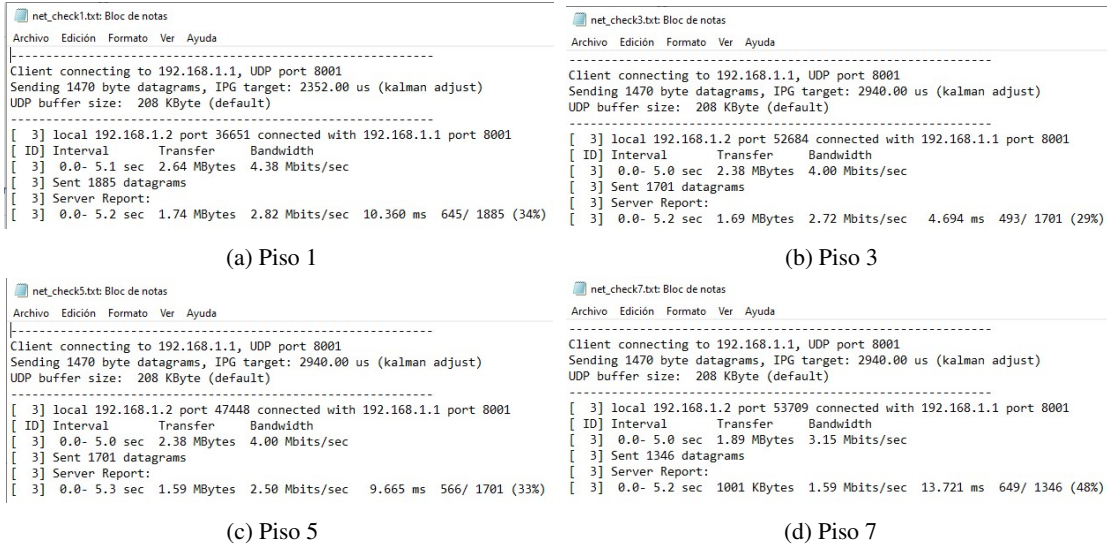 net_check1.txt: Bloc de notas
Archivo Edición Formato Ver Ayuda
------------------------------------------------------------
Client connecting to 192.168.1.1, UDP port 8001
Sending 1470 byte datagrams, IPG target: 2352.00 us (kalman adjust)
UDP buffer size: 208 KByte (default)
------------------------------------------------------------
[ 3] local 192.168.1.2 port 36651 connected with 192.168.1.1 port 8001
[ ID] Interval Transfer Bandwidth
[ 3] 0.0- 5.1 sec 2.64 MBytes 4.38 Mbits/sec
[ 3] Sent 1885 datagrams
[ 3] Server Report:
[ 3] 0.0- 5.2 sec 1.74 MBytes 2.82 Mbits/sec 10.360 ms 645/ 1885 (34%)
(a) Piso 1
net_check3.txt: Bloc de notas
Archivo Edición Formato Ver Ayuda
------------------------------------------------------------
Client connecting to 192.168.1.1, UDP port 8001
Sending 1470 byte datagrams, IPG target: 2940.00 us (kalman adjust)
UDP buffer size: 208 KByte (default)
------------------------------------------------------------
[ 3] local 192.168.1.2 port 52684 connected with 192.168.1.1 port 8001
[ ID] Interval Transfer Bandwidth
[ 3] 0.0- 5.0 sec 2.38 MBytes 4.00 Mbits/sec
[ 3] Sent 1701 datagrams
[ 3] Server Report:
[ 3] 0.0- 5.2 sec 1.69 MBytes 2.72 Mbits/sec 4.694 ms 493/ 1701 (29%)
(b) Piso 3
net_check5.txt: Bloc de notas
Archivo Edición Formato Ver Ayuda
------------------------------------------------------------
Client connecting to 192.168.1.1, UDP port 8001
Sending 1470 byte datagrams, IPG target: 2940.00 us (kalman adjust)
UDP buffer size: 208 KByte (default)
------------------------------------------------------------
[ 3] local 192.168.1.2 port 47448 connected with 192.168.1.1 port 8001
[ ID] Interval Transfer Bandwidth
[ 3] 0.0- 5.0 sec 2.38 MBytes 4.00 Mbits/sec
[ 3] Sent 1701 datagrams
[ 3] Server Report:
[ 3] 0.0- 5.3 sec 1.59 MBytes 2.50 Mbits/sec 9.665 ms 566/ 1701 (33%)
(c) Piso 5
net_check7.txt: Bloc de notas
Archivo Edición Formato Ver Ayuda
------------------------------------------------------------
Client connecting to 192.168.1.1, UDP port 8001
Sending 1470 byte datagrams, IPG target: 2940.00 us (kalman adjust)
UDP buffer size: 208 KByte (default)
------------------------------------------------------------
[ 3] local 192.168.1.2 port 53709 connected with 192.168.1.1 port 8001
[ ID] Interval Transfer Bandwidth
[ 3] 0.0- 5.0 sec 1.89 MBytes 3.15 Mbits/sec
[ 3] Sent 1346 datagrams
[ 3] Server Report:
[ 3] 0.0- 5.2 sec 1001 KBytes 1.59 Mbits/sec 13.721 ms 649/ 1346 (48%)
(d) Piso 7